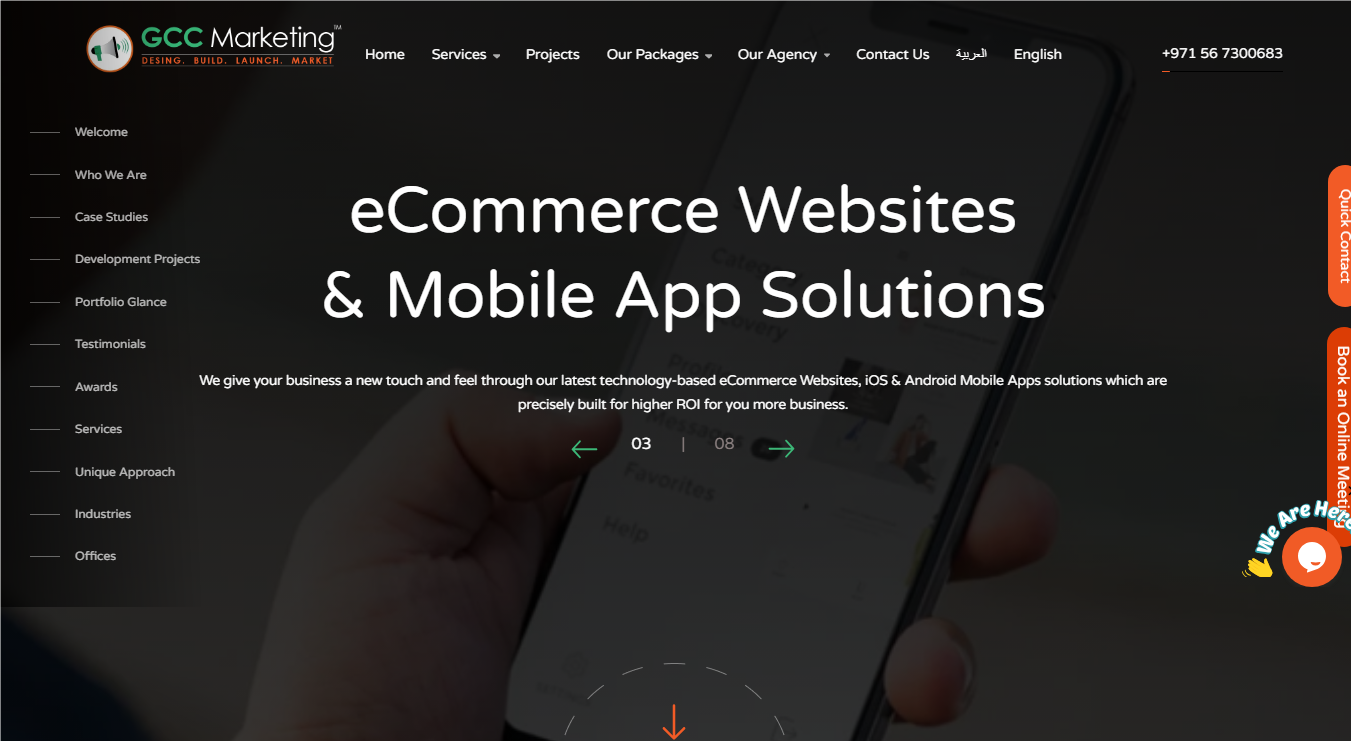 GCC Marketing™
DESING. BUILD. LAUNCH. MARKET
Home
Services
Projects
Our Packages
Our Agency
Contact Us
العربية
English
+971 56 7300683
Welcome
Who We Are
Case Studies
Development Projects
Portfolio Glance
Testimonials
Awards
Services
Unique Approach
Industries
Offices
eCommerce Websites
& Mobile App Solutions
We give your business a new touch and feel through our latest technology-based eCommerce Websites, iOS & Android Mobile Apps solutions which are
precisely built for higher ROI for you more business.
03 | 08
Quick Contact
Book an Online Meeting
We Are Here
Category
Messages
Favorites
Help